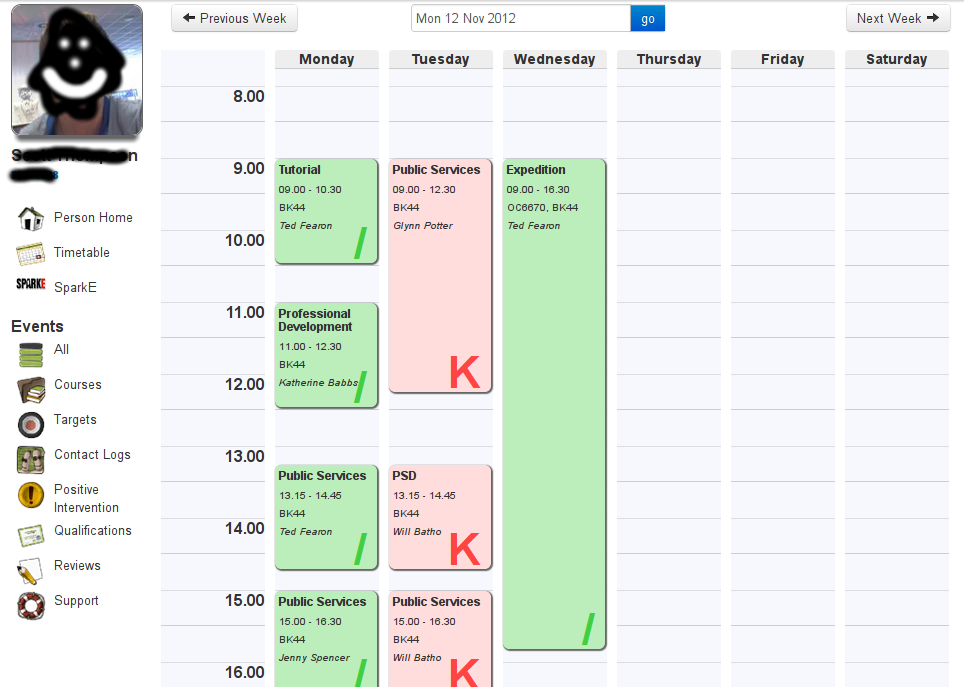 Previous Week
Mon 12 Nov 2012
go
Next Week
Person Home
Timetable
SPARKE
SparkE
Events
All
Courses
Targets
Contact Logs
Positive
Intervention
Qualifications
Reviews
Support
Monday
Tuesday
Wednesday
Thursday
Friday
Saturday
8.00
9.00
10.00
11.00
12.00
13.00
14.00
15.00
16.00
Tutorial
09.00 - 10.30
BK44
Ted Fearon
/
Professional
Development
11.00 - 12.30
BK44
Katherine Babbs
/
Public Services
13.15 - 14.45
BK44
Ted Fearon
/
Public Services
15.00 - 16.30
BK44
Jenny Spencer
/
Public Services
09.00 - 12.30
BK44
Glynn Potter
K
PSD
13.15 - 14.45
BK44
Will Batho
K
Public Services
15.00 - 16.30
BK44
Will Batho
K
Expedition
09.00 - 16.30
OC6670, BK44
Ted Fearon
/